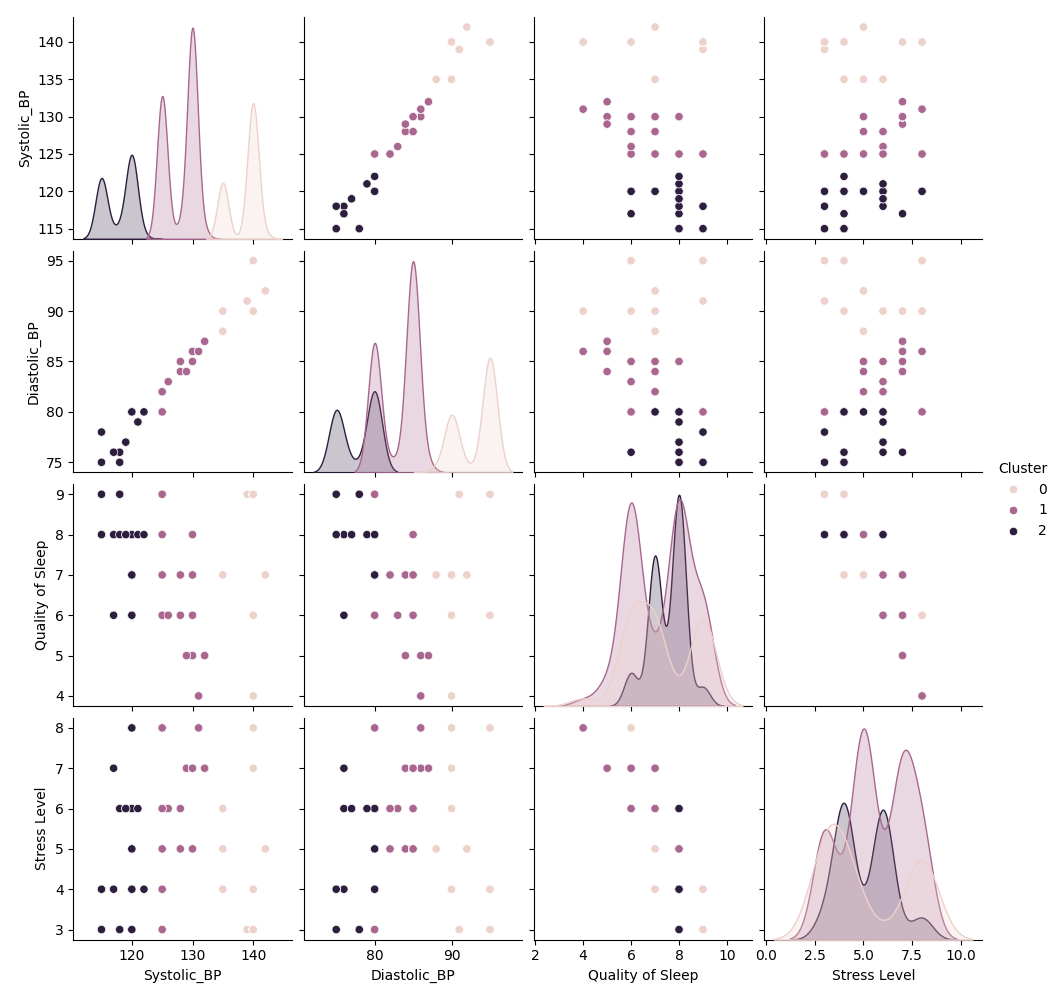 Systolic_BP
140
135
130
125
120
115
Diastolic_BP
95
90
85
80
75
Quality of Sleep
9
8
7
6
5
4
Stress Level
8
7
6
5
4
3
120 130 140
80 90
2 4 6 8 10
0.0 2.5 5.0 7.5 10.0
Systolic_BP
Diastolic_BP
Quality of Sleep
Stress Level
Cluster
0
1
2